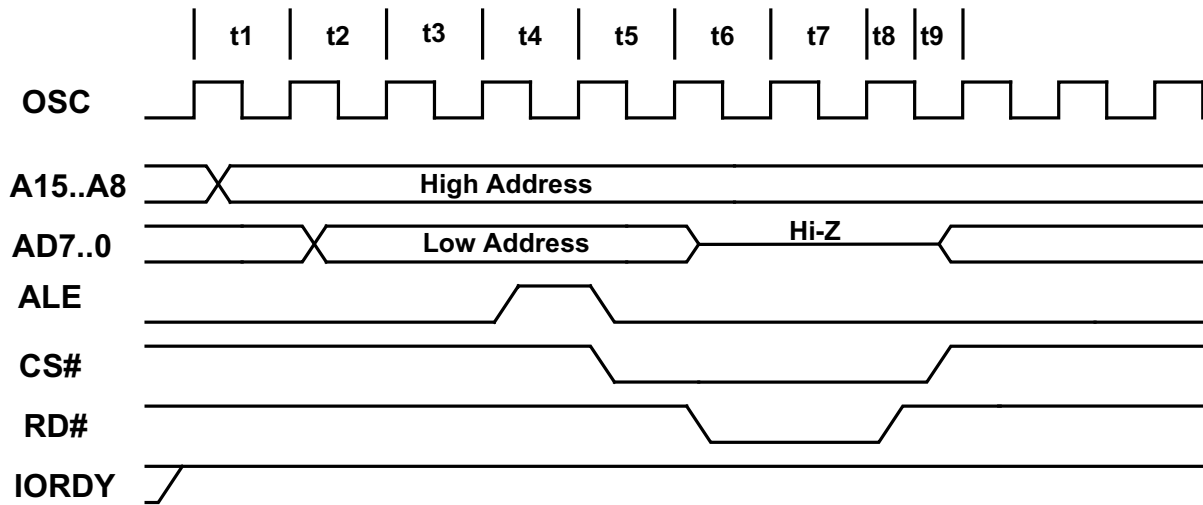 t1 t2 t3 t4 t5 t6 t7 t8 t9
OSC
A15..A8 High Address
AD7..0 Low Address Hi-Z
ALE
CS#
RD#
IORDY